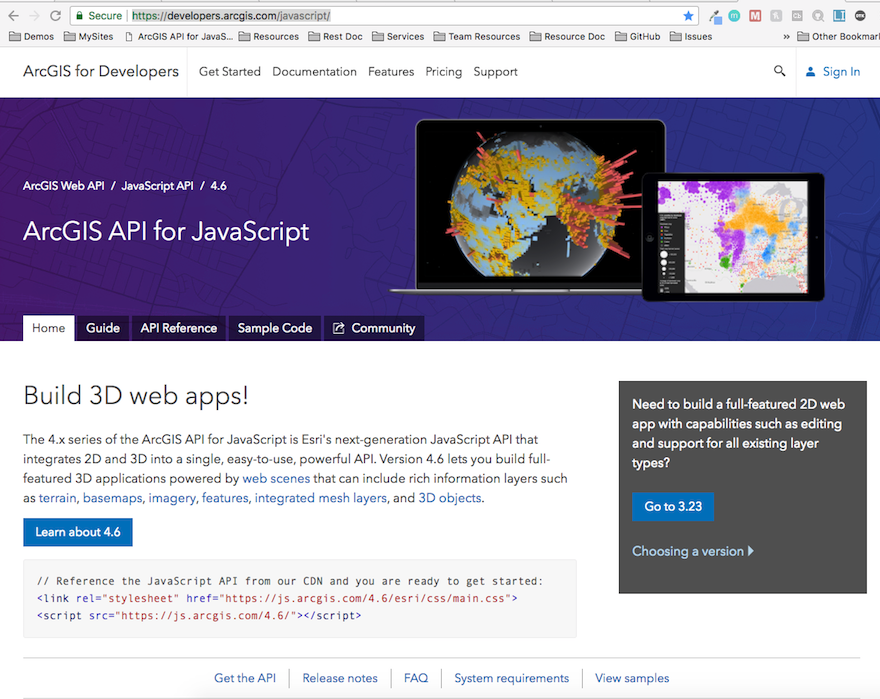 Secure https://developers.arcgis.com/javascript/
Demos MySites ArcGIS API for JavaS... Resources Rest Doc Services Team Resources Resource Doc GitHub Issues » Other Bookmar
ArcGIS for Developers Get Started Documentation Features Pricing Support Sign In
ArcGIS Web API / JavaScript API / 4.6
ArcGIS API for JavaScript
Home Guide API Reference Sample Code Community
Build 3D web apps!
The 4.x series of the ArcGIS API for JavaScript is Esri's next-generation JavaScript API that
integrates 2D and 3D into a single, easy-to-use, powerful API. Version 4.6 lets you build full-
featured 3D applications powered by web scenes that can include rich information layers such
as terrain, basemaps, imagery, features, integrated mesh layers, and 3D objects.
Learn about 4.6
// Reference the JavaScript API from our CDN and you are ready to get started:
<link rel="stylesheet" href="https://js.arcgis.com/4.6/esri/css/main.css">
<script src="https://js.arcgis.com/4.6/"></script>
Need to build a full-featured 2D web
app with capabilities such as editing
and support for all existing layer
types?
Go to 3.23
Choosing a version
Get the API Release notes FAQ System requirements View samples